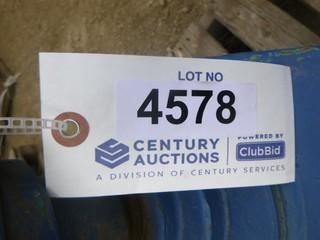 LOT NO
4578
CENTURY AUCTIONS
POWERED BY
ClubBid
A DIVISION OF CENTURY SERVICES